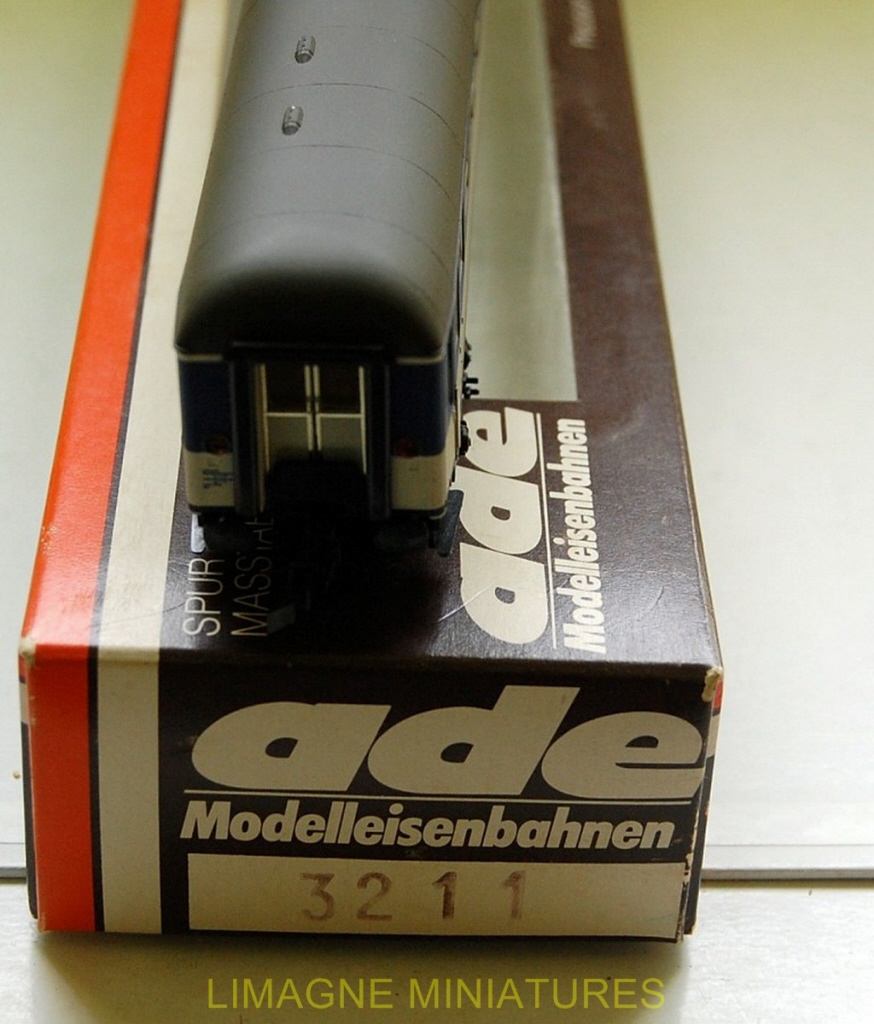 SPUR
ade
Modelleisenbahnen
ade
Modelleisenbahnen
3211
LIMAGNE MINIATURES